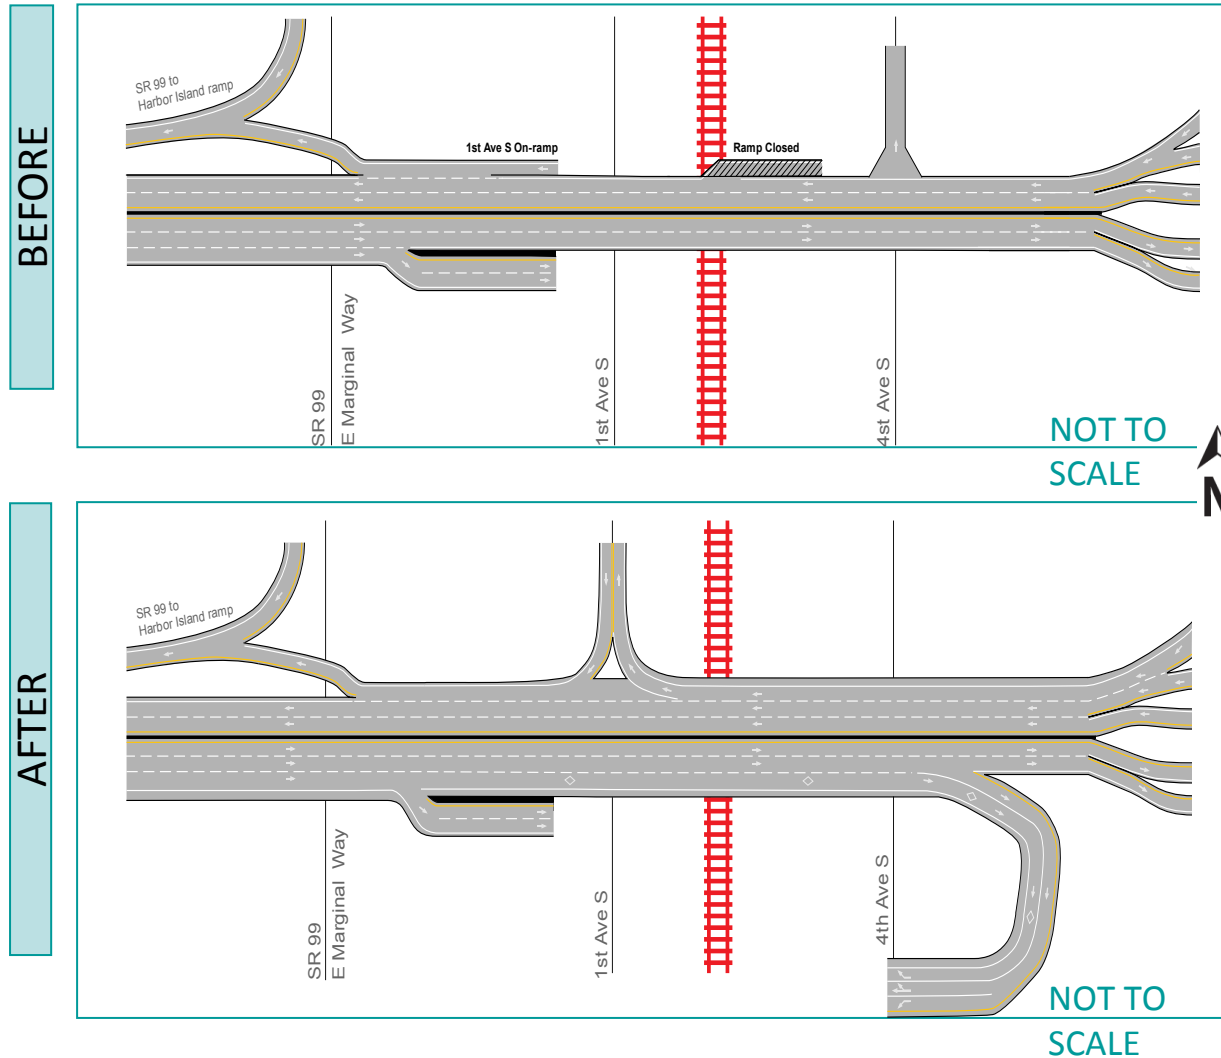 BEFORE
SR 99 to
Harbor Island ramp
1st Ave S On-ramp
Ramp Closed
SR 99
E Marginal Way
1st Ave S
4st Ave S
NOT TO
SCALE
N
AFTER
SR 99 to
Harbor Island ramp
SR 99
E Marginal Way
1st Ave S
4th Ave S
NOT TO
SCALE